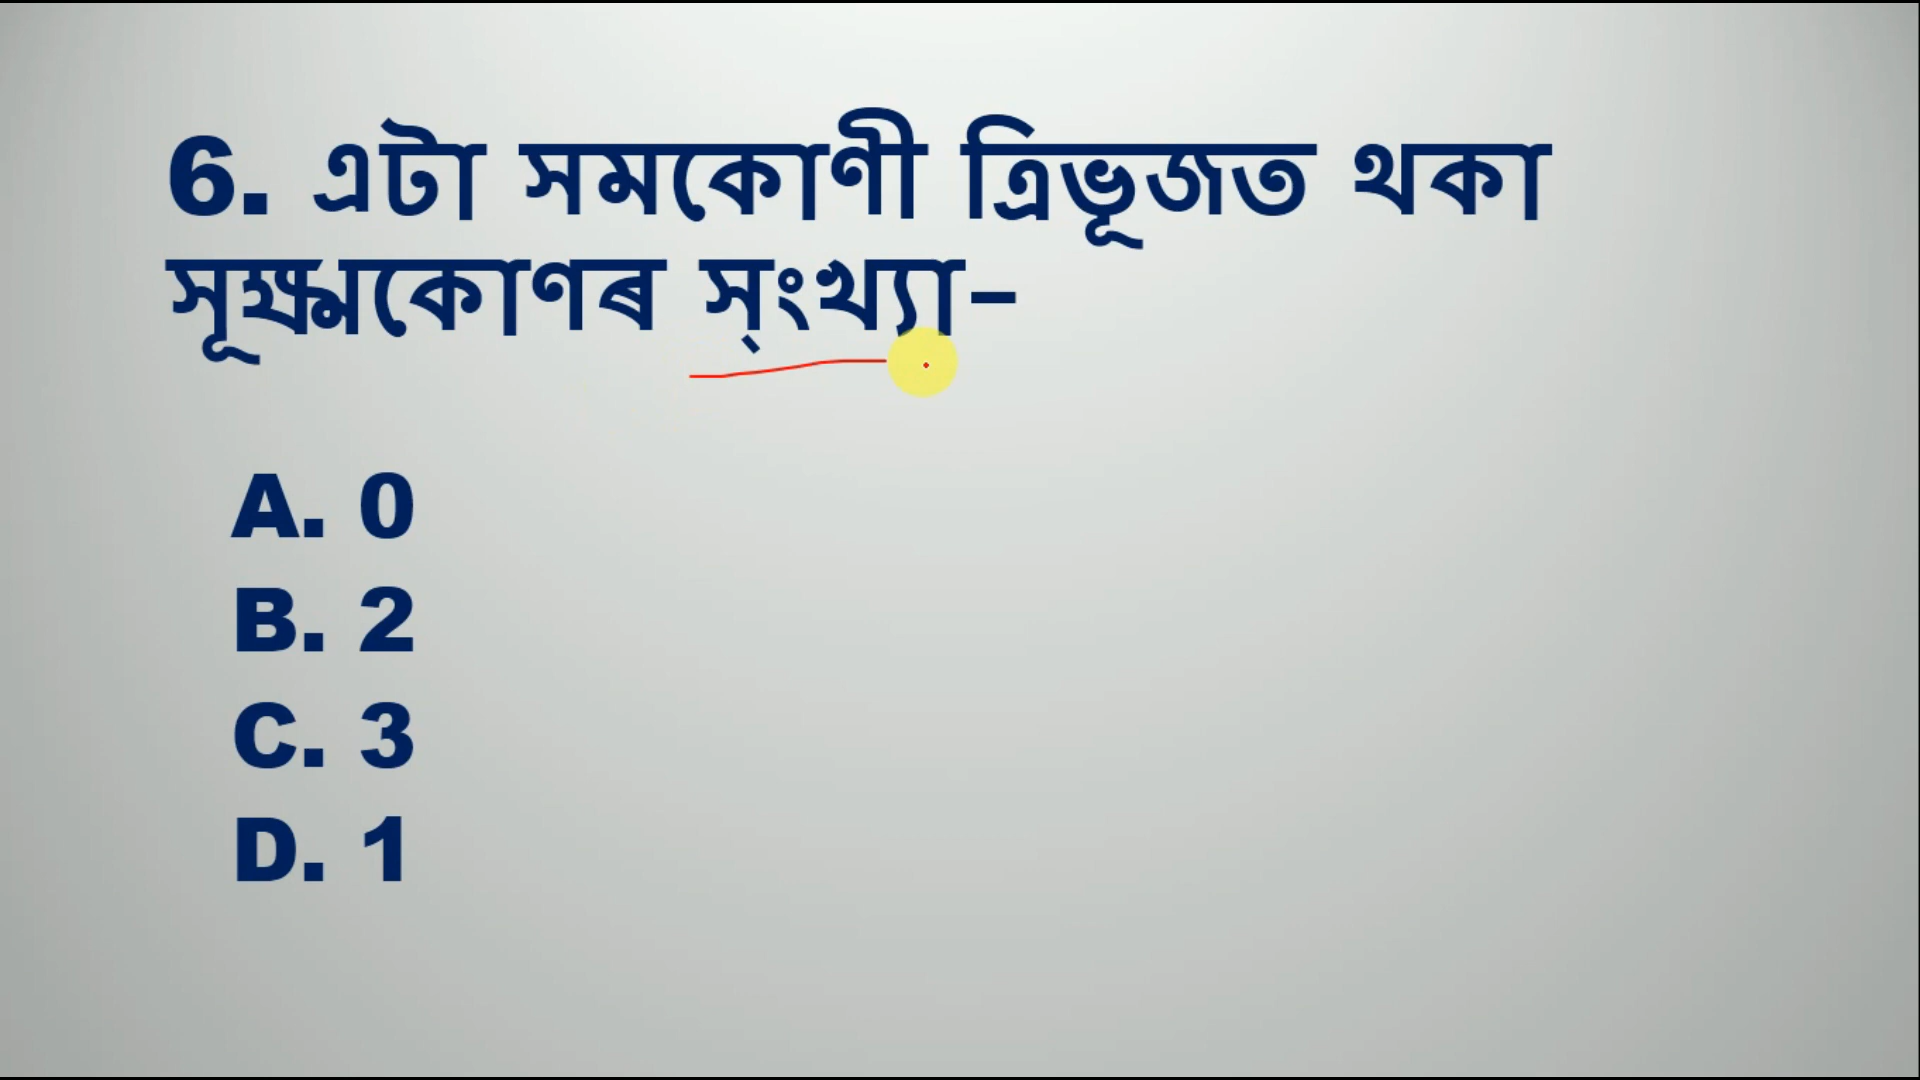 6. এটা সমকোণী ত্ৰিভূজত থকা
সূক্ষ্মকোণৰ স্ংখ্যা–
A. 0
B. 2
C. 3
D. 1